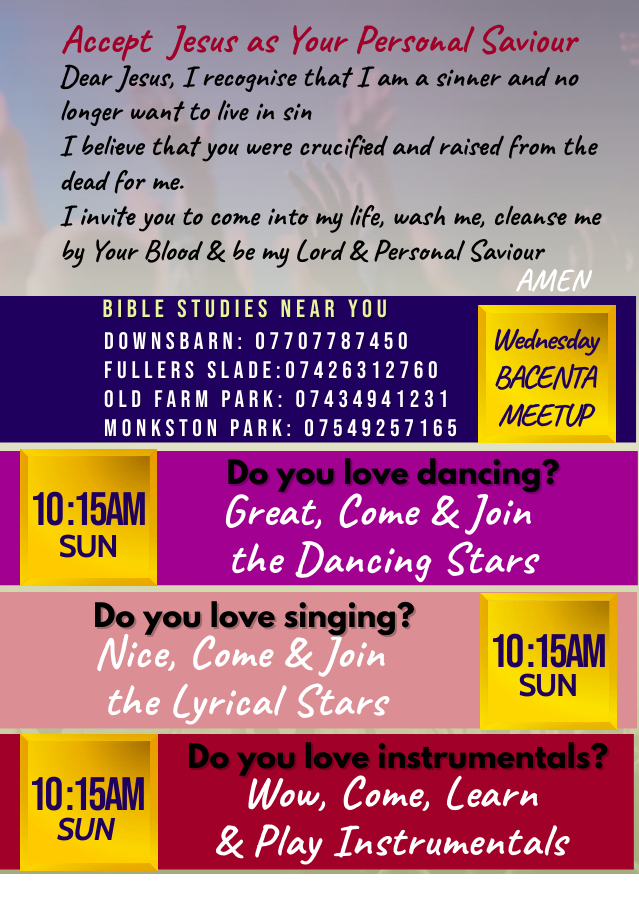 Accept Jesus as Your Personal Saviour
Dear Jesus, I recognise that I am a sinner and no
longer want to live in sin
I believe that you were crucified and raised from the
dead for me.
I invite you to come into my life, wash me, cleanse me
by Your Blood & be my Lord & Personal Saviour
AMEN
BIBLE STUDIES NEAR YOU
DOWNSBARN: 07707787450
FULLERS SLADE:07426312760
OLD FARM PARK: 07434941231
MONKSTON PARK: 07549257165
Wednesday
BACENTA
MEETUP
10:15AM
SUN
Do you love dancing?
Great, Come & Join
the Dancing Stars
Do you love singing?
Nice, Come & Join
the Lyrical Stars
10:15AM
SUN
10:15AM
SUN
Do you love instrumentals?
Wow, Come, Learn
& Play Instrumentals